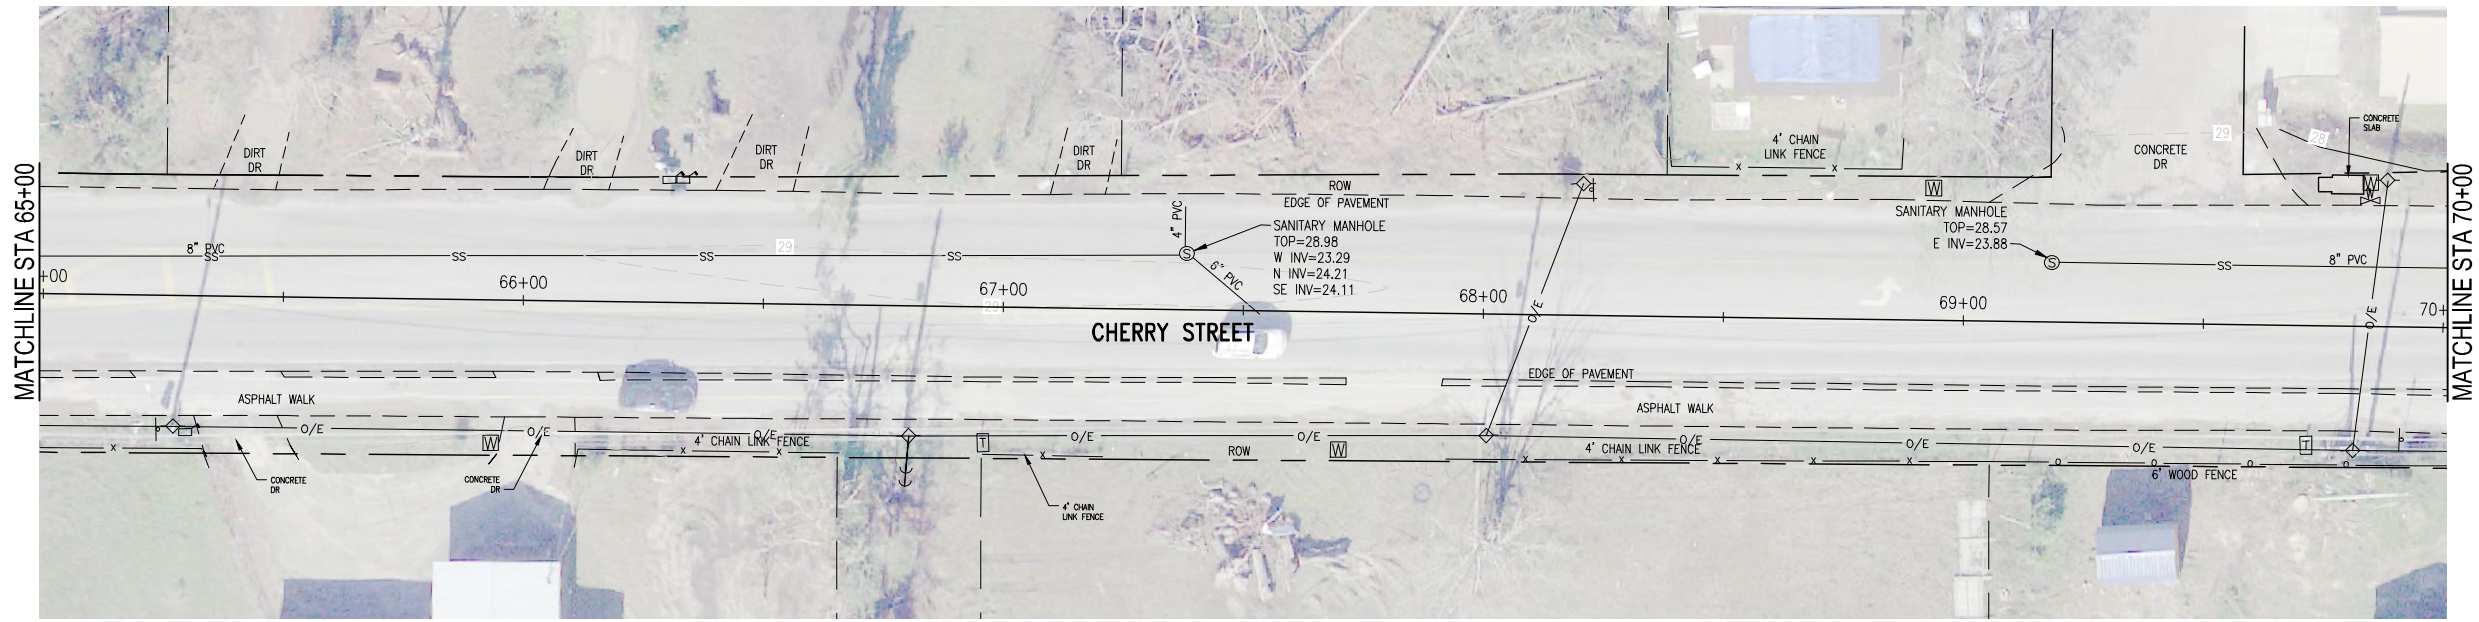 MATCHLINE STA 65+00
DIRT
DR
DIRT
DR
DIRT
DR
DIRT
DR
4' CHAIN
LINK FENCE
X
X
CONCRETE
DR
29
28
CONCRETE
SLAB
MATCHLINE STA 70+00
ROW
EDGE OF PAVEMENT
W
W
8" PVC
SS
SS
29
SS
SS
4" PVC
S
6" PVC
SANITARY MANHOLE
TOP=28.98
W INV=23.29
N INV=24.21
SE INV=24.11
SANITARY MANHOLE
TOP=28.57
E INV=23.88
S
SS
8" PVC
+00
66+00
67+00
29
68+00
69+00
70+
O/E
O/E
CHERRY STREET
EDGE OF PAVEMENT
ASPHALT WALK
ASPHALT WALK
O/E
O/E
O/E
O/E
O/E
O/E
O/E
O/E
X
W
4' CHAIN LINK FENCE
X
X
T
X
ROW
W
4' CHAIN LINK FENCE
X
X
X
X
X
T
6' WOOD FENCE
CONCRETE
DR
CONCRETE
DR
4' CHAIN
LINK FENCE